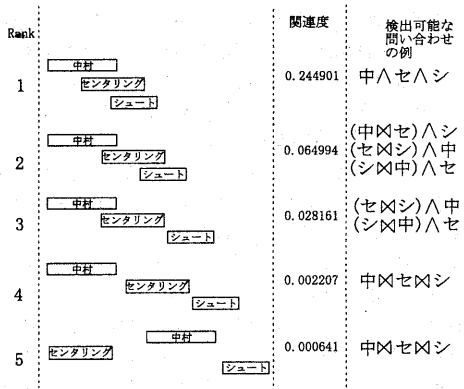 Rank
関連度
検出可能な
問い合わせ
の例
中村
センタリング
シュート
1
0.244901
中∧セ∧シ
中村
センタリング
シュート
2
0.064994
(中⋈セ)∧シ
(セ⋈シ)∧中
(シ⋈中)∧セ
中村
センタリング
シュート
3
0.028161
(セ⋈シ)∧中
(シ⋈中)∧セ
中村
センタリング
シュート
4
0.002207
中⋈セ⋈シ
中村
センタリング
シュート
5
0.000641
中⋈セ⋈シ